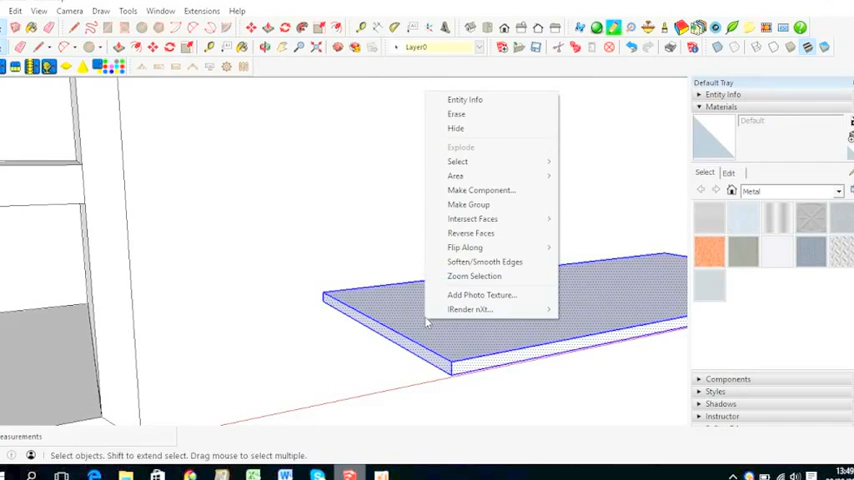 Edit View Camera Draw Tools Window Extensions Help
Layer0
Default Tray
Entity Info
Materials
Default
Select Edit
Metal
Entity Info
Erase
Hide
Explode
Select
Area
Make Component...
Make Group
Intersect Faces
Reverse Faces
Flip Along
Soften/Smooth Edges
Zoom Selection
Add Photo Texture...
IRender nXt...
Components
Styles
Shadows
Instructor
easurements
Select objects. Shift to extend select. Drag mouse to select multiple.
13:49